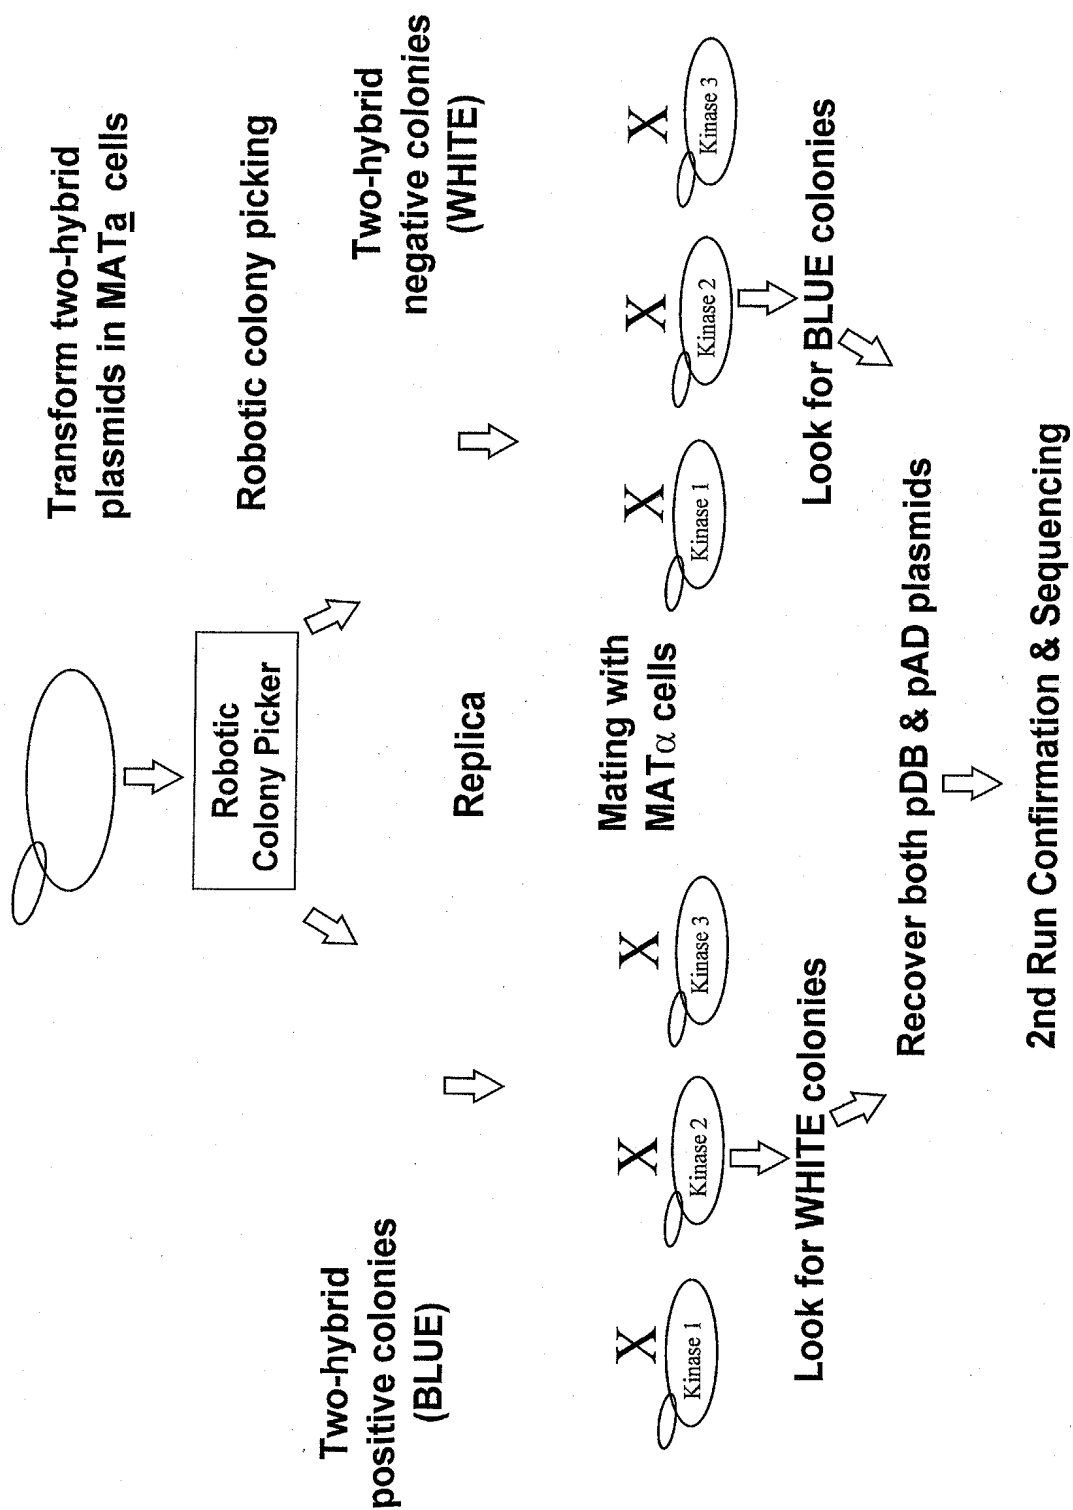 Transform two-hybrid
plasmids in MATa cells
Robotic
Colony Picker
Robotic colony picking
Two-hybrid
positive colonies
(BLUE)
Replica
Two-hybrid
negative colonies
(WHITE)
X
X
X
Mating with
MATα cells
X
X
X
Kinase 1
Kinase 2
Kinase 3
Kinase 1
Kinase 2
Kinase 3
Look for WHITE colonies
Look for BLUE colonies
Recover both pDB & pAD plasmids
2nd Run Confirmation & Sequencing